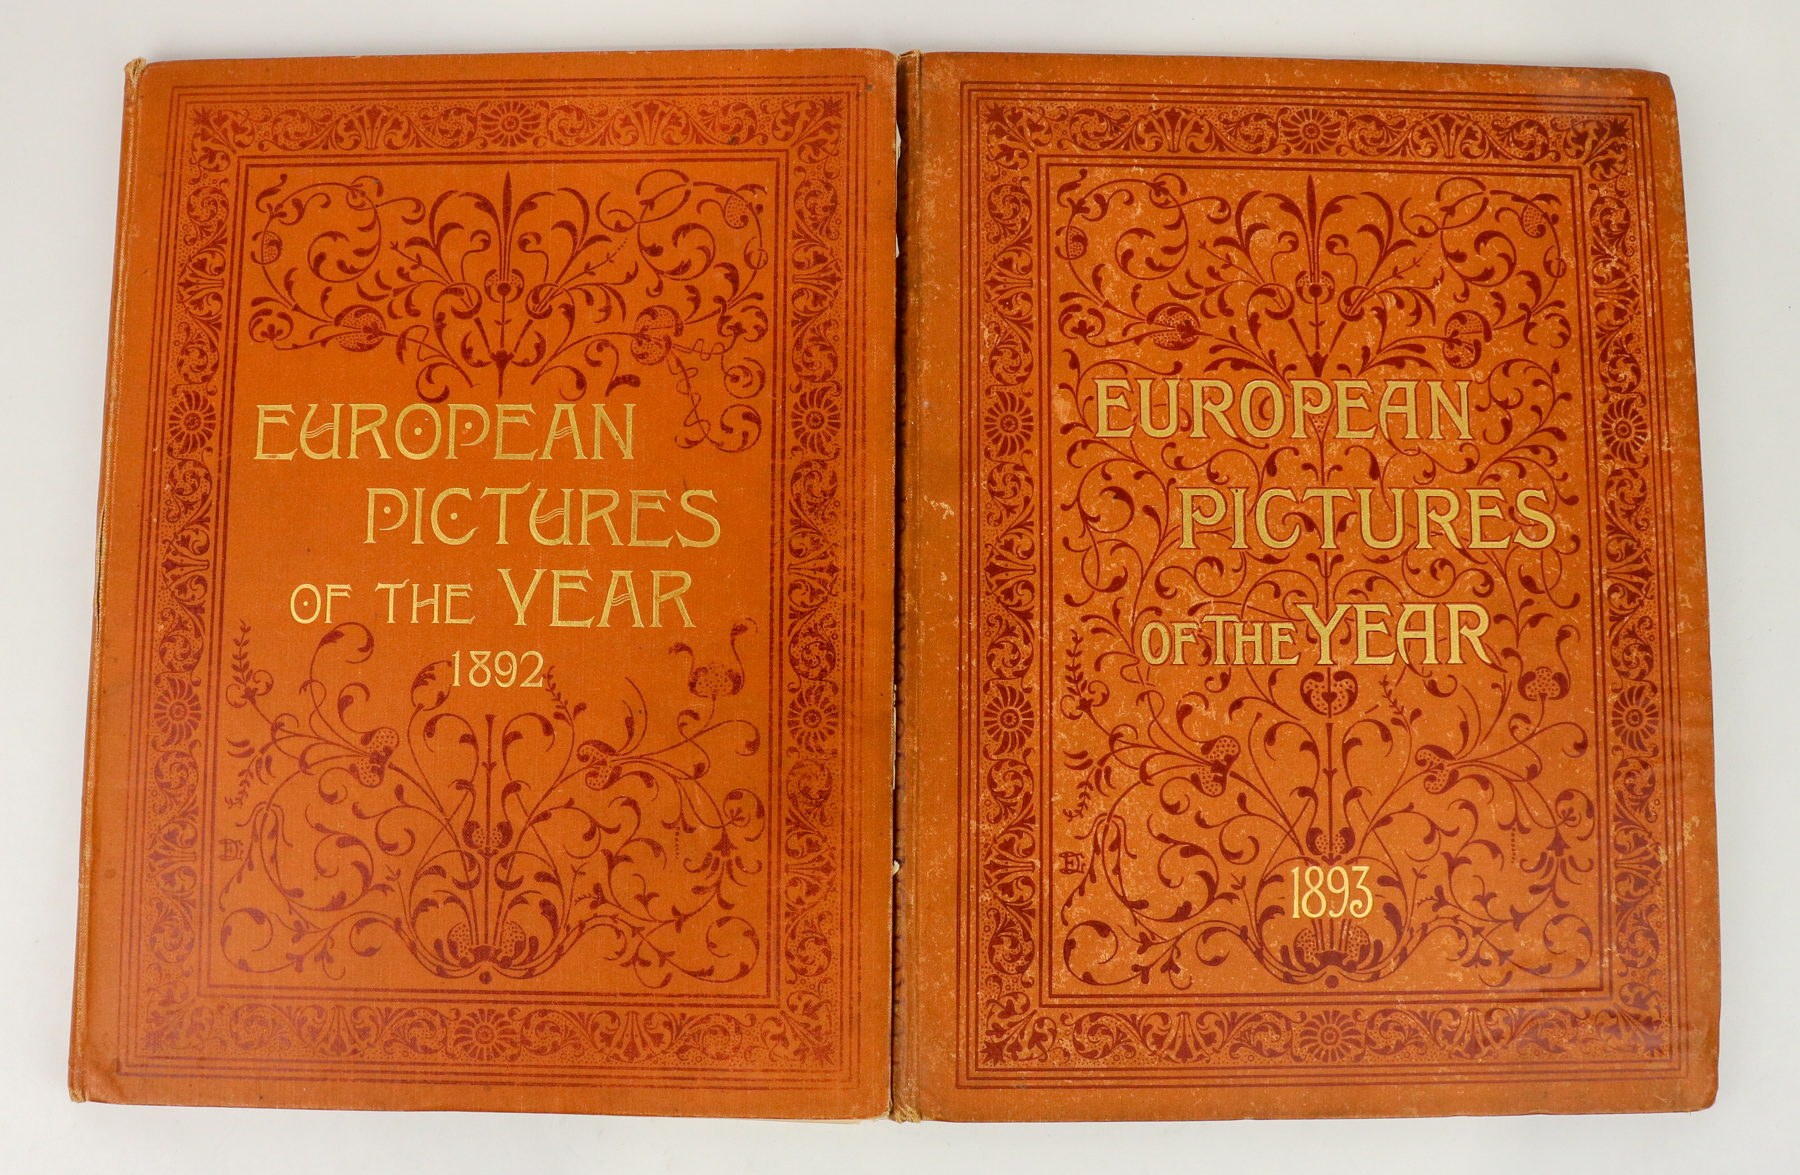 EUROPEAN
PICTURES
OF THE YEAR
1892
EUROPEAN
PICTURES
OF THE YEAR
1893